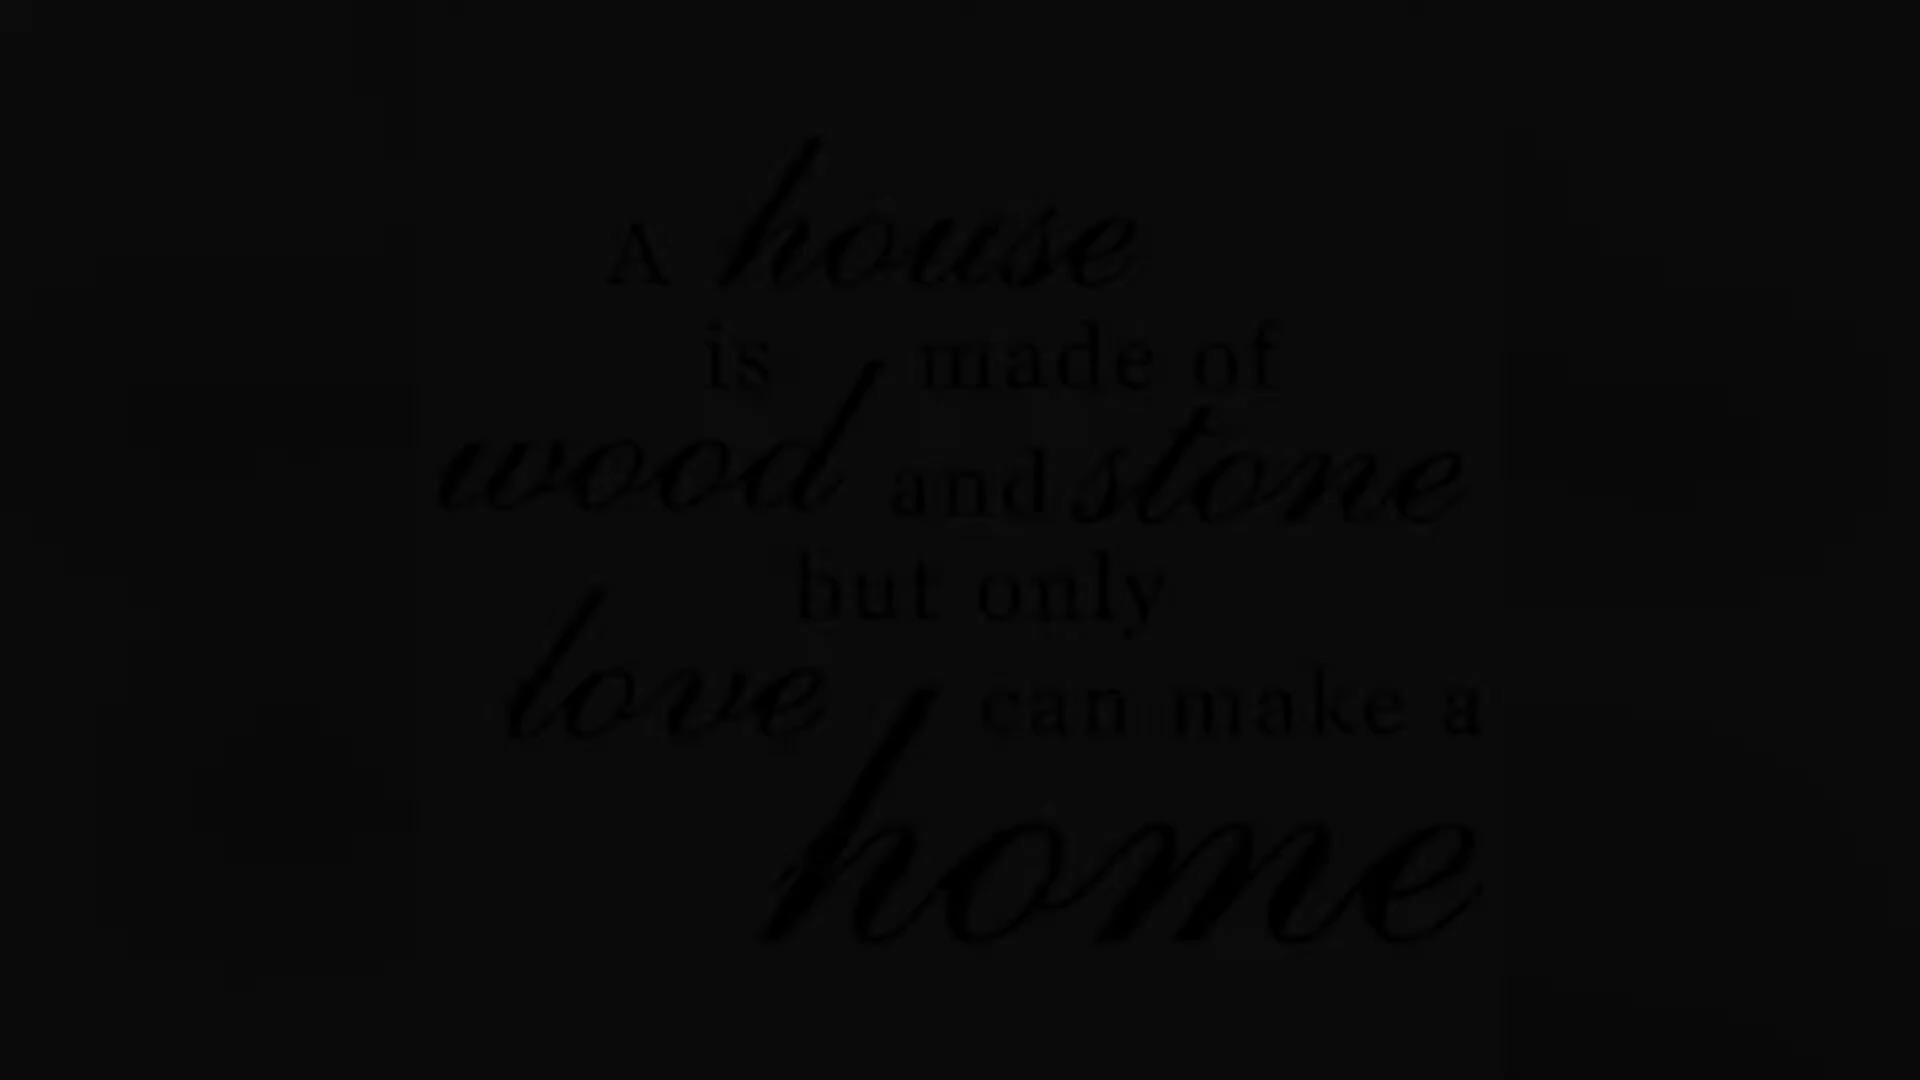 A house
is made of
wood and stone
but only
love can make a
home